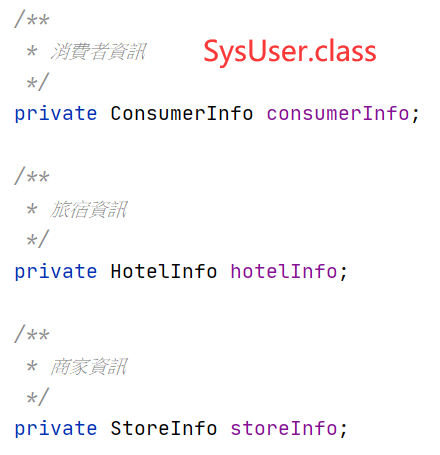 /**
 * 消費者資訊
SysUser.class
 */
private ConsumerInfo consumerInfo;
/**
 * 旅宿資訊
 */
private HotelInfo hotelInfo;
/**
 * 商家資訊
 */
private StoreInfo storeInfo;